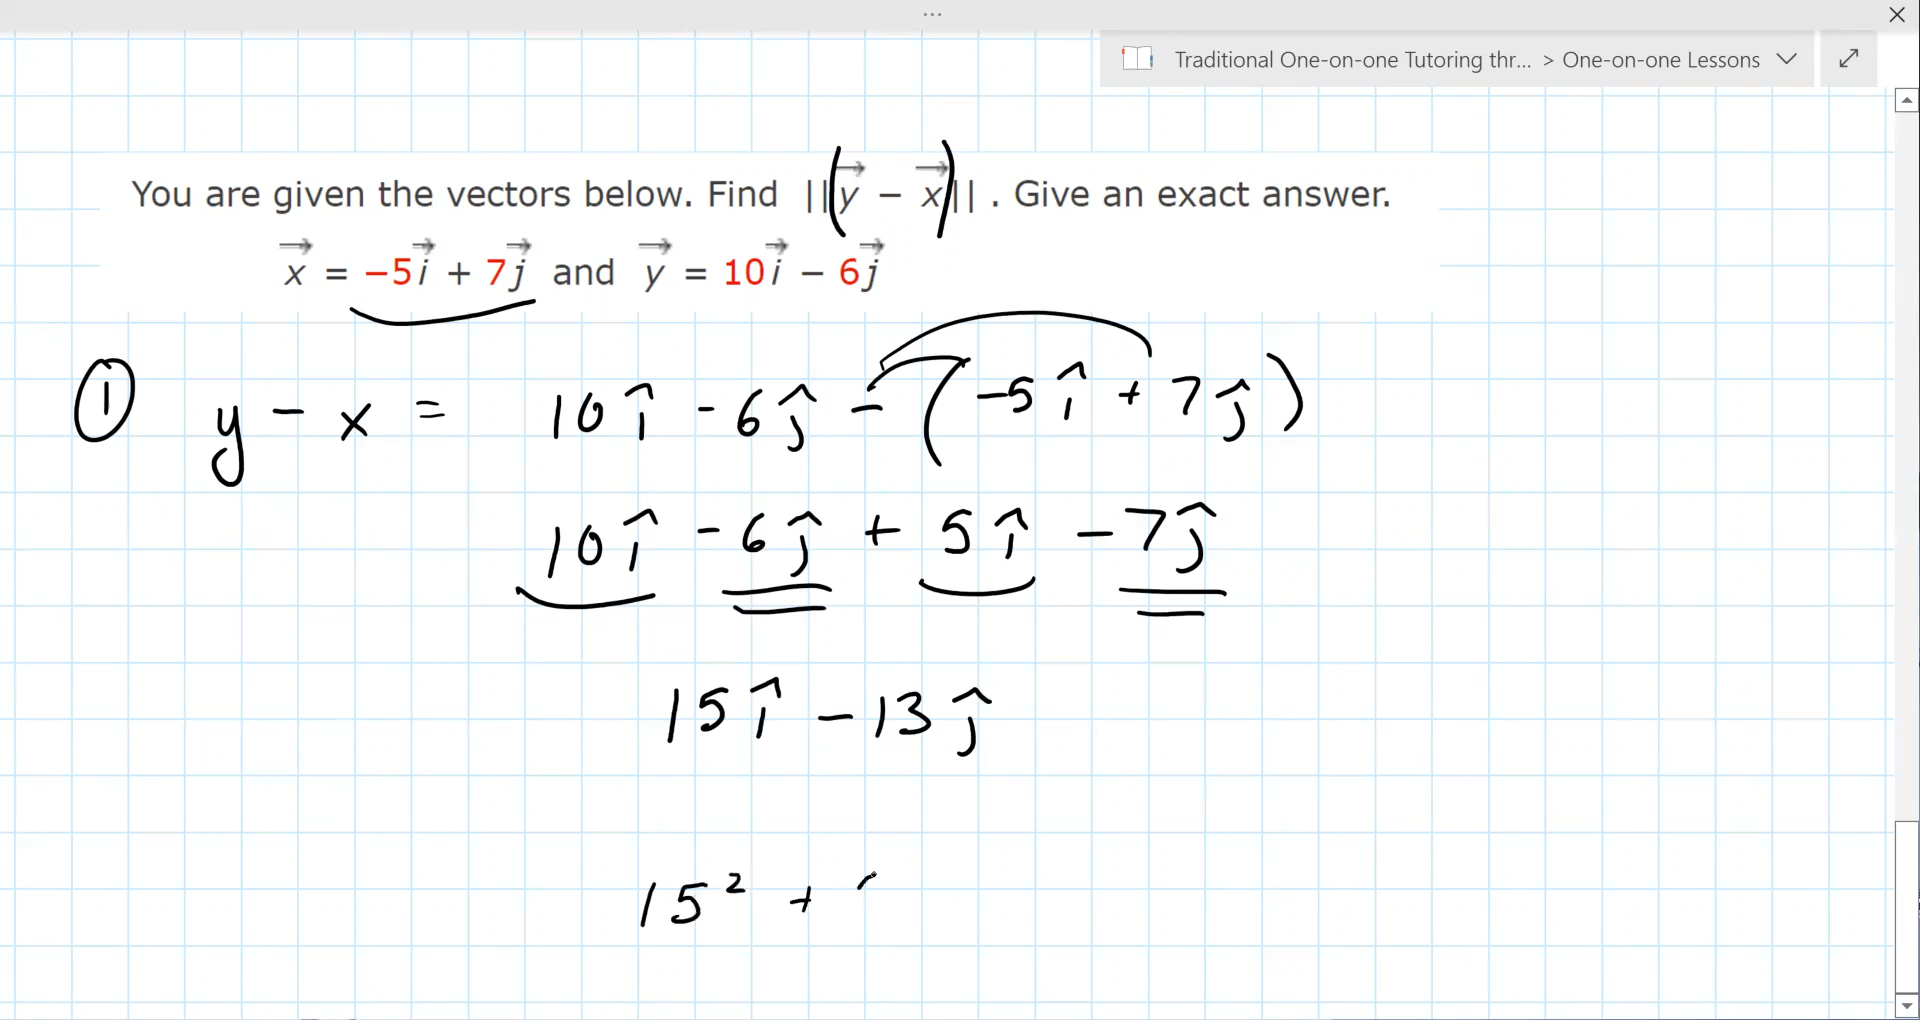 ...
Traditional One-on-one Tutoring thr... > One-on-one Lessons
You are given the vectors below. Find ||(y⃗ − x⃗)|| . Give an exact answer.
x⃗ = −5i⃗ + 7j⃗ and y⃗ = 10i⃗ − 6j⃗
① y − x = 10î − 6ĵ − (−5î + 7ĵ)
10î − 6ĵ + 5î − 7ĵ
15î − 13ĵ
15² +